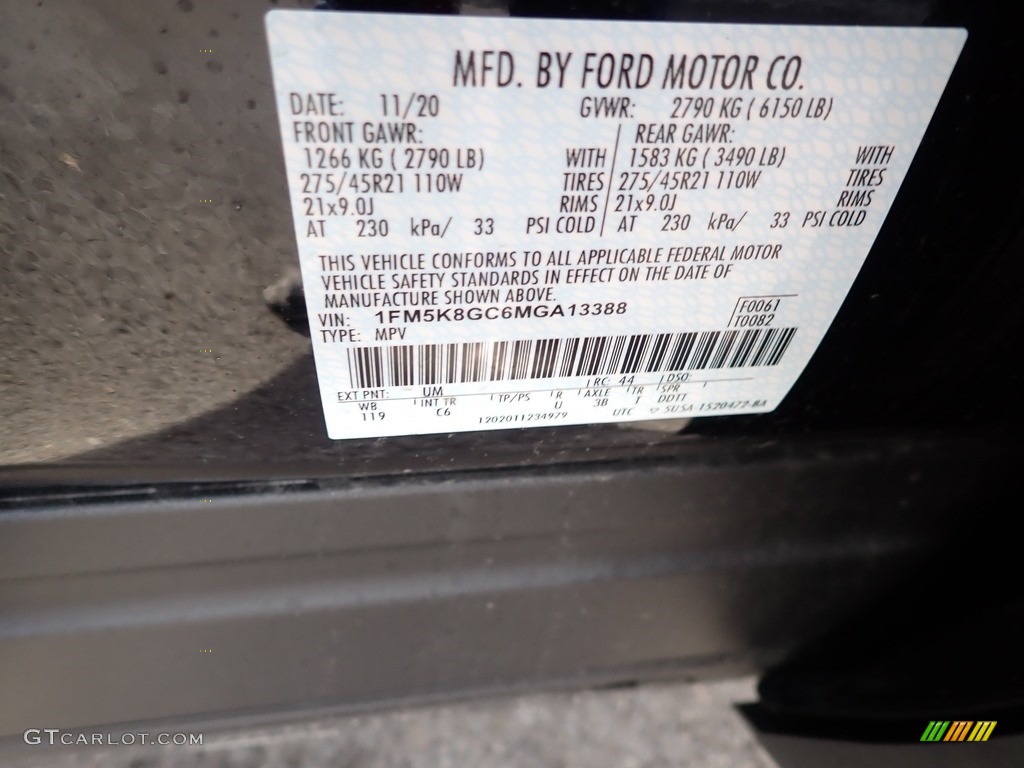 MFD. BY FORD MOTOR CO.
DATE: 11/20 GVWR: 2790 KG ( 6150 LB)
FRONT GAWR: REAR GAWR:
1266 KG ( 2790 LB) WITH 1583 KG ( 3490 LB) WITH
275/45R21 110W TIRES 275/45R21 110W TIRES
21x9.0J RIMS 21x9.0J RIMS
AT 230 kPa/ 33 PSI COLD AT 230 kPa/ 33 PSI COLD
THIS VEHICLE CONFORMS TO ALL APPLICABLE FEDERAL MOTOR
VEHICLE SAFETY STANDARDS IN EFFECT ON THE DATE OF
MANUFACTURE SHOWN ABOVE.
VIN: 1FM5K8GC6MGA13388 F0061
TYPE: MPV T0082
EXT PNT: UM RC: 44 DSO:
WB INT TR TP/PS R AXLE TR SPR
119 C6 U 3B T DDTT
1202011234979 UTC 5U5A-1520472-BA
GTCARLOT.COM